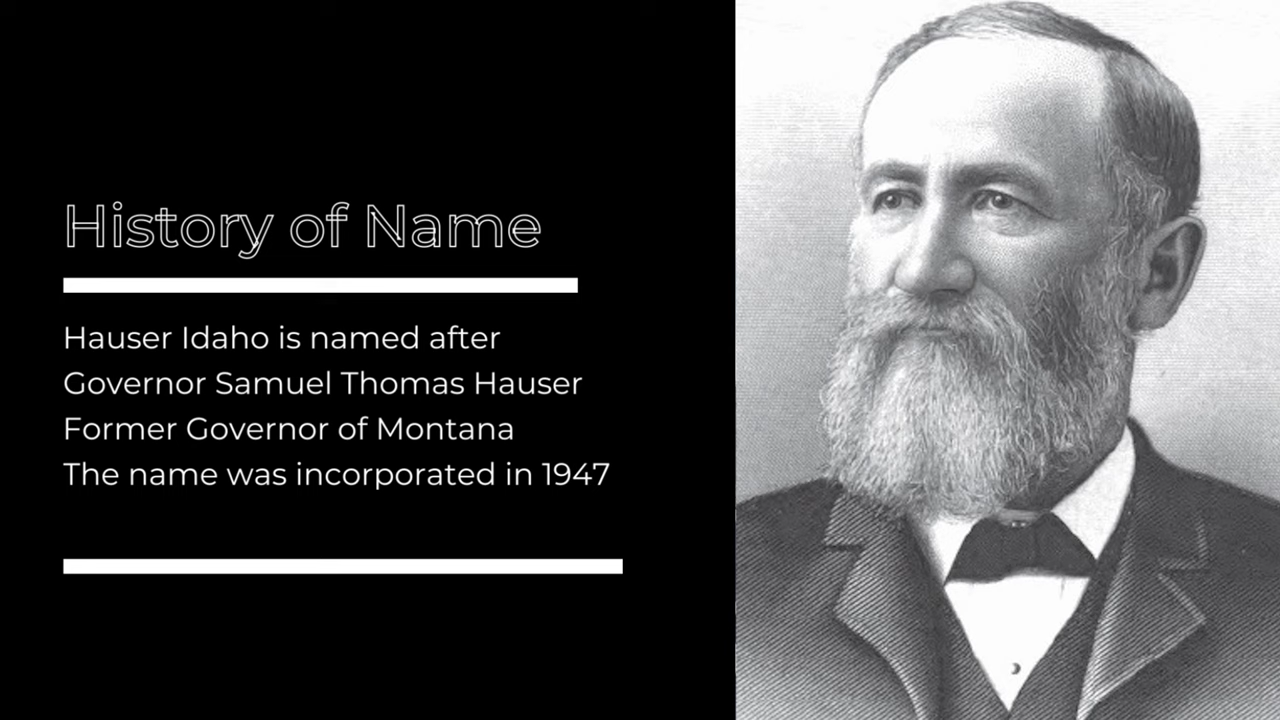 History of Name
Hauser Idaho is named after
Governor Samuel Thomas Hauser
Former Governor of Montana
The name was incorporated in 1947